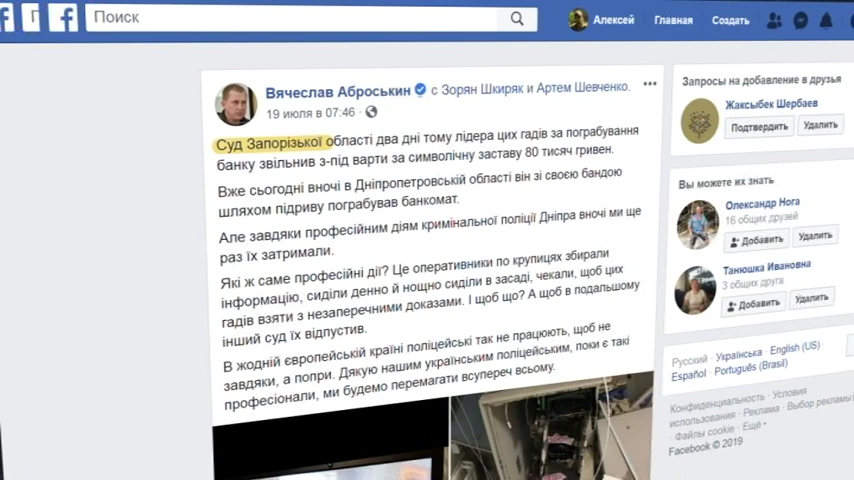 Поиск
Алексей Главная Создать
Вячеслав Аброськин с Зорян Шкиряк и Артем Шевченко.
19 июля в 07:46
Суд Запорізької області два дні тому лідера цих гадів за пограбування
банку звільнив з-під варти за символічну заставу 80 тисяч гривен.
Вже сьогодні вночі в Дніпропетровській області він зі своєю бандою
шляхом підриву пограбував банкомат.
Але завдяки професійним діям кримінальної поліції Дніпра вночі ми ще
раз їх затримали.
Які ж саме професійні дії? Це оперативники по крупицях збирали
інформацію, сиділи денно й нощно сиділи в засаді, чекали, щоб цих
гадів взяти з незаперечними доказами. І щоб що? А щоб в подальшому
інший суд їх відпустив.
В жодній європейській країні поліцейські так не працюють, щоб не
завдяки, а попри. Дякую нашим українським поліцейським, поки є такі
професіонали, ми будемо перемагати всупереч всьому.
Запросы на добавление в друзья
Жаксыбек Шербаев
Подтвердить Удалить
Вы можете их знать
Олександр Нога
16 общих друзей
Добавить Удалить
Танюшка Ивановна
3 общих друга
Добавить Удалить
Русский · Українська · English (US) ·
Español · Português (Brasil)
Конфиденциальность · Условия
использования · Реклама · Выбор рекламы
· Файлы cookie · Ещё
Facebook © 2019